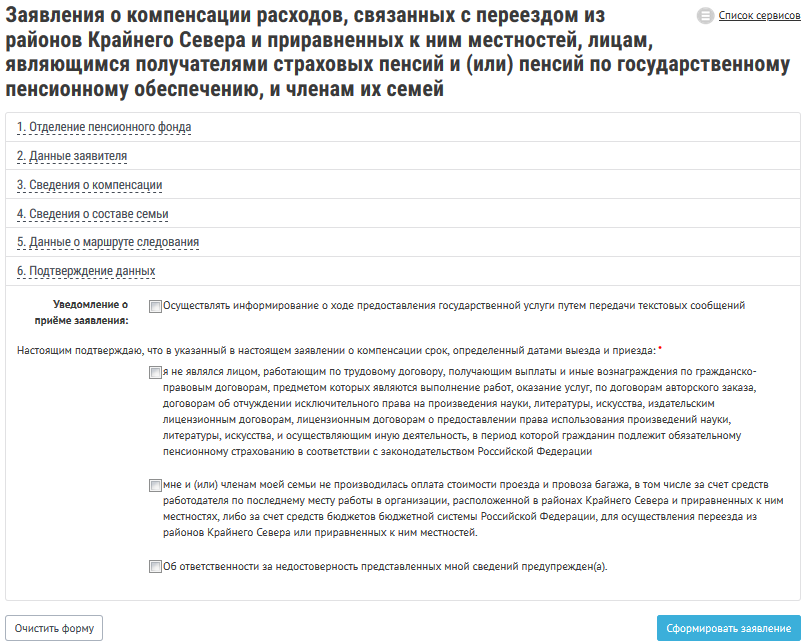 Заявления о компенсации расходов, связанных с переездом из
районов Крайнего Севера и приравненных к ним местностей, лицам,
являющимся получателями страховых пенсий и (или) пенсий по государственному
пенсионному обеспечению, и членам их семей
Список сервисов
1. Отделение пенсионного фонда
2. Данные заявителя
3. Сведения о компенсации
4. Сведения о составе семьи
5. Данные о маршруте следования
6. Подтверждение данных
Уведомление о
приёме заявления:
Осуществлять информирование о ходе предоставления государственной услуги путем передачи текстовых сообщений
Настоящим подтверждаю, что в указанный в настоящем заявлении о компенсации срок, определенный датами выезда и приезда: *
я не являлся лицом, работающим по трудовому договору, получающим выплаты и иные вознаграждения по гражданско-
правовым договорам, предметом которых являются выполнение работ, оказание услуг, по договорам авторского заказа,
договорам об отчуждении исключительного права на произведения науки, литературы, искусства, издательским
лицензионным договорам, лицензионным договорам о предоставлении права использования произведений науки,
литературы, искусства, и осуществляющим иную деятельность, в период которой гражданин подлежит обязательному
пенсионному страхованию в соответствии с законодательством Российской Федерации
мне и (или) членам моей семьи не производилась оплата стоимости проезда и провоза багажа, в том числе за счет средств
работодателя по последнему месту работы в организации, расположенной в районах Крайнего Севера и приравненных к ним
местностях, либо за счет средств бюджетов бюджетной системы Российской Федерации, для осуществления переезда из
районов Крайнего Севера или приравненных к ним местностей.
Об ответственности за недостоверность представленных мной сведений предупрежден(а).
Очистить форму
Сформировать заявление